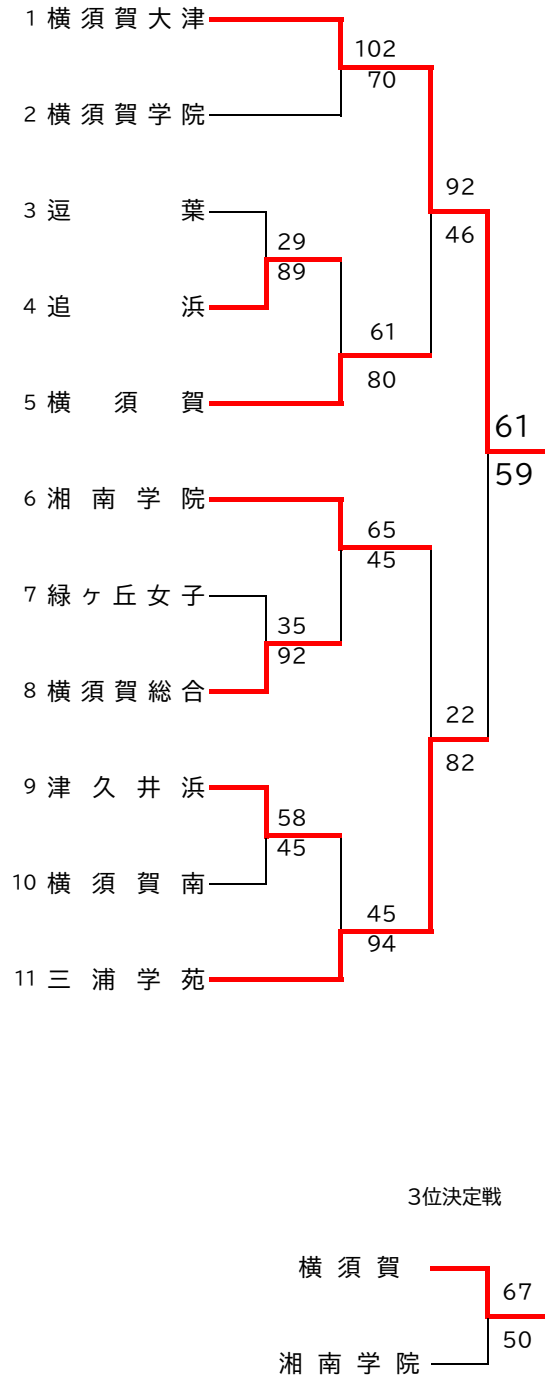 1 横須賀大津
102
70
2 横須賀学院
92
46
3 逗葉
29
89
4 追浜
61
80
5 横須賀
61
59
6 湘南学院
65
45
7 緑ヶ丘女子
35
92
8 横須賀総合
22
82
9 津久井浜
58
45
10 横須賀南
45
94
11 三浦学苑
3位決定戦
横須賀
67
50
湘南学院